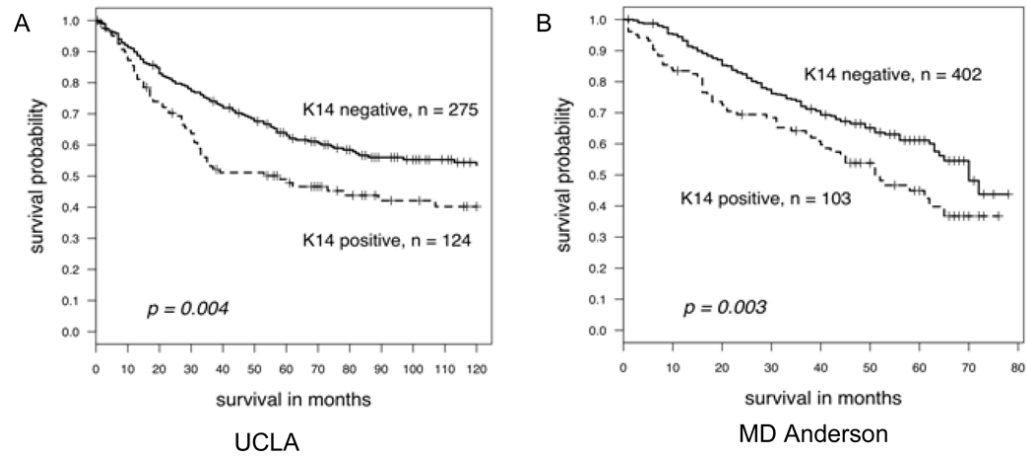 A
survival probability
1.0
0.9
0.8
0.7
0.6
0.5
0.4
0.3
0.2
0.1
0.0
K14 negative, n = 275
K14 positive, n = 124
p = 0.004
0 10 20 30 40 50 60 70 80 90 100 110 120
survival in months
UCLA
B
survival probability
1.0
0.9
0.8
0.7
0.6
0.5
0.4
0.3
0.2
0.1
0.0
K14 negative, n = 402
K14 positive, n = 103
p = 0.003
0 10 20 30 40 50 60 70 80
survival in months
MD Anderson